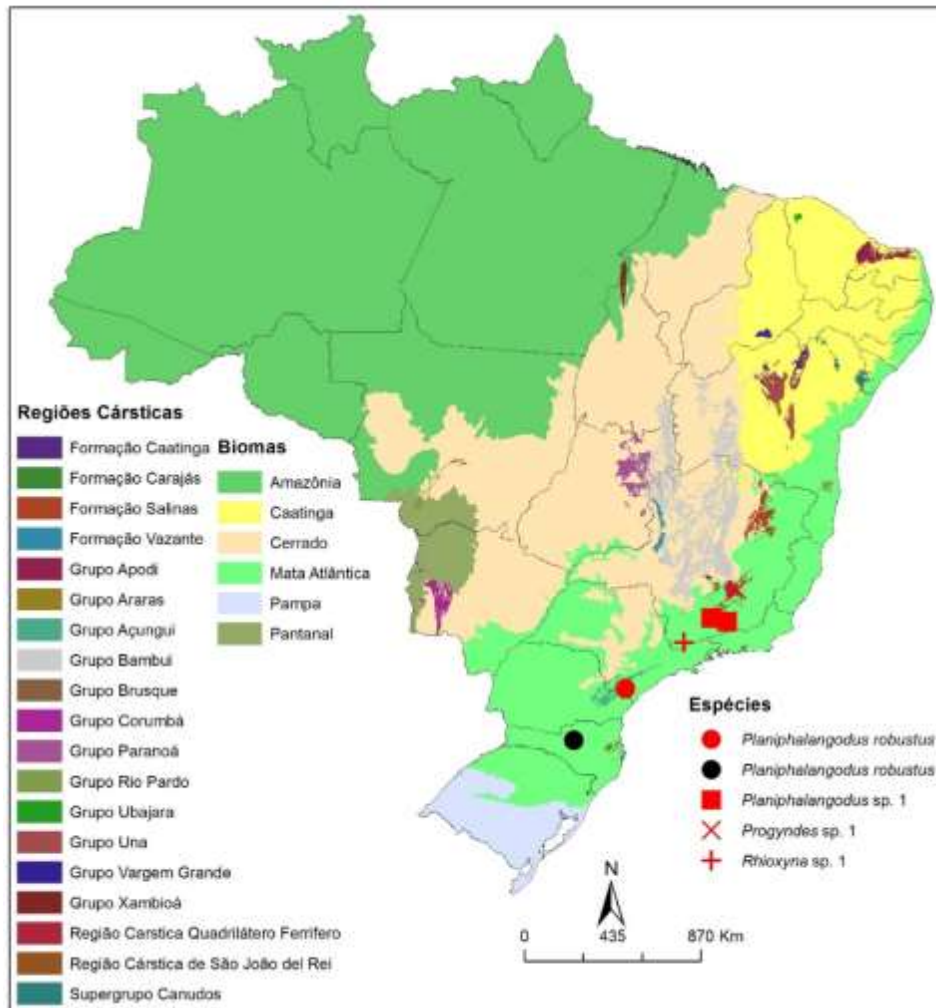 Regiões Cársticas
Formação Caatinga
Formação Carajás
Formação Salinas
Formação Vazante
Grupo Apodi
Grupo Araras
Grupo Açungui
Grupo Bambuí
Grupo Brusque
Grupo Corumbá
Grupo Paranoá
Grupo Rio Pardo
Grupo Ubajara
Grupo Una
Grupo Vargem Grande
Grupo Xambioá
Região Carstica Quadrilátero Ferrífero
Região Cárstica de São João del Rei
Supergrupo Canudos
Biomas
Amazônia
Caatinga
Cerrado
Mata Atlântica
Pampa
Pantanal
Espécies
Planiphalangodus robustus
Planiphalangodus robustus
Planiphalangodus sp. 1
Progyndes sp. 1
Rhioxyna sp. 1
N
0 435 870 Km